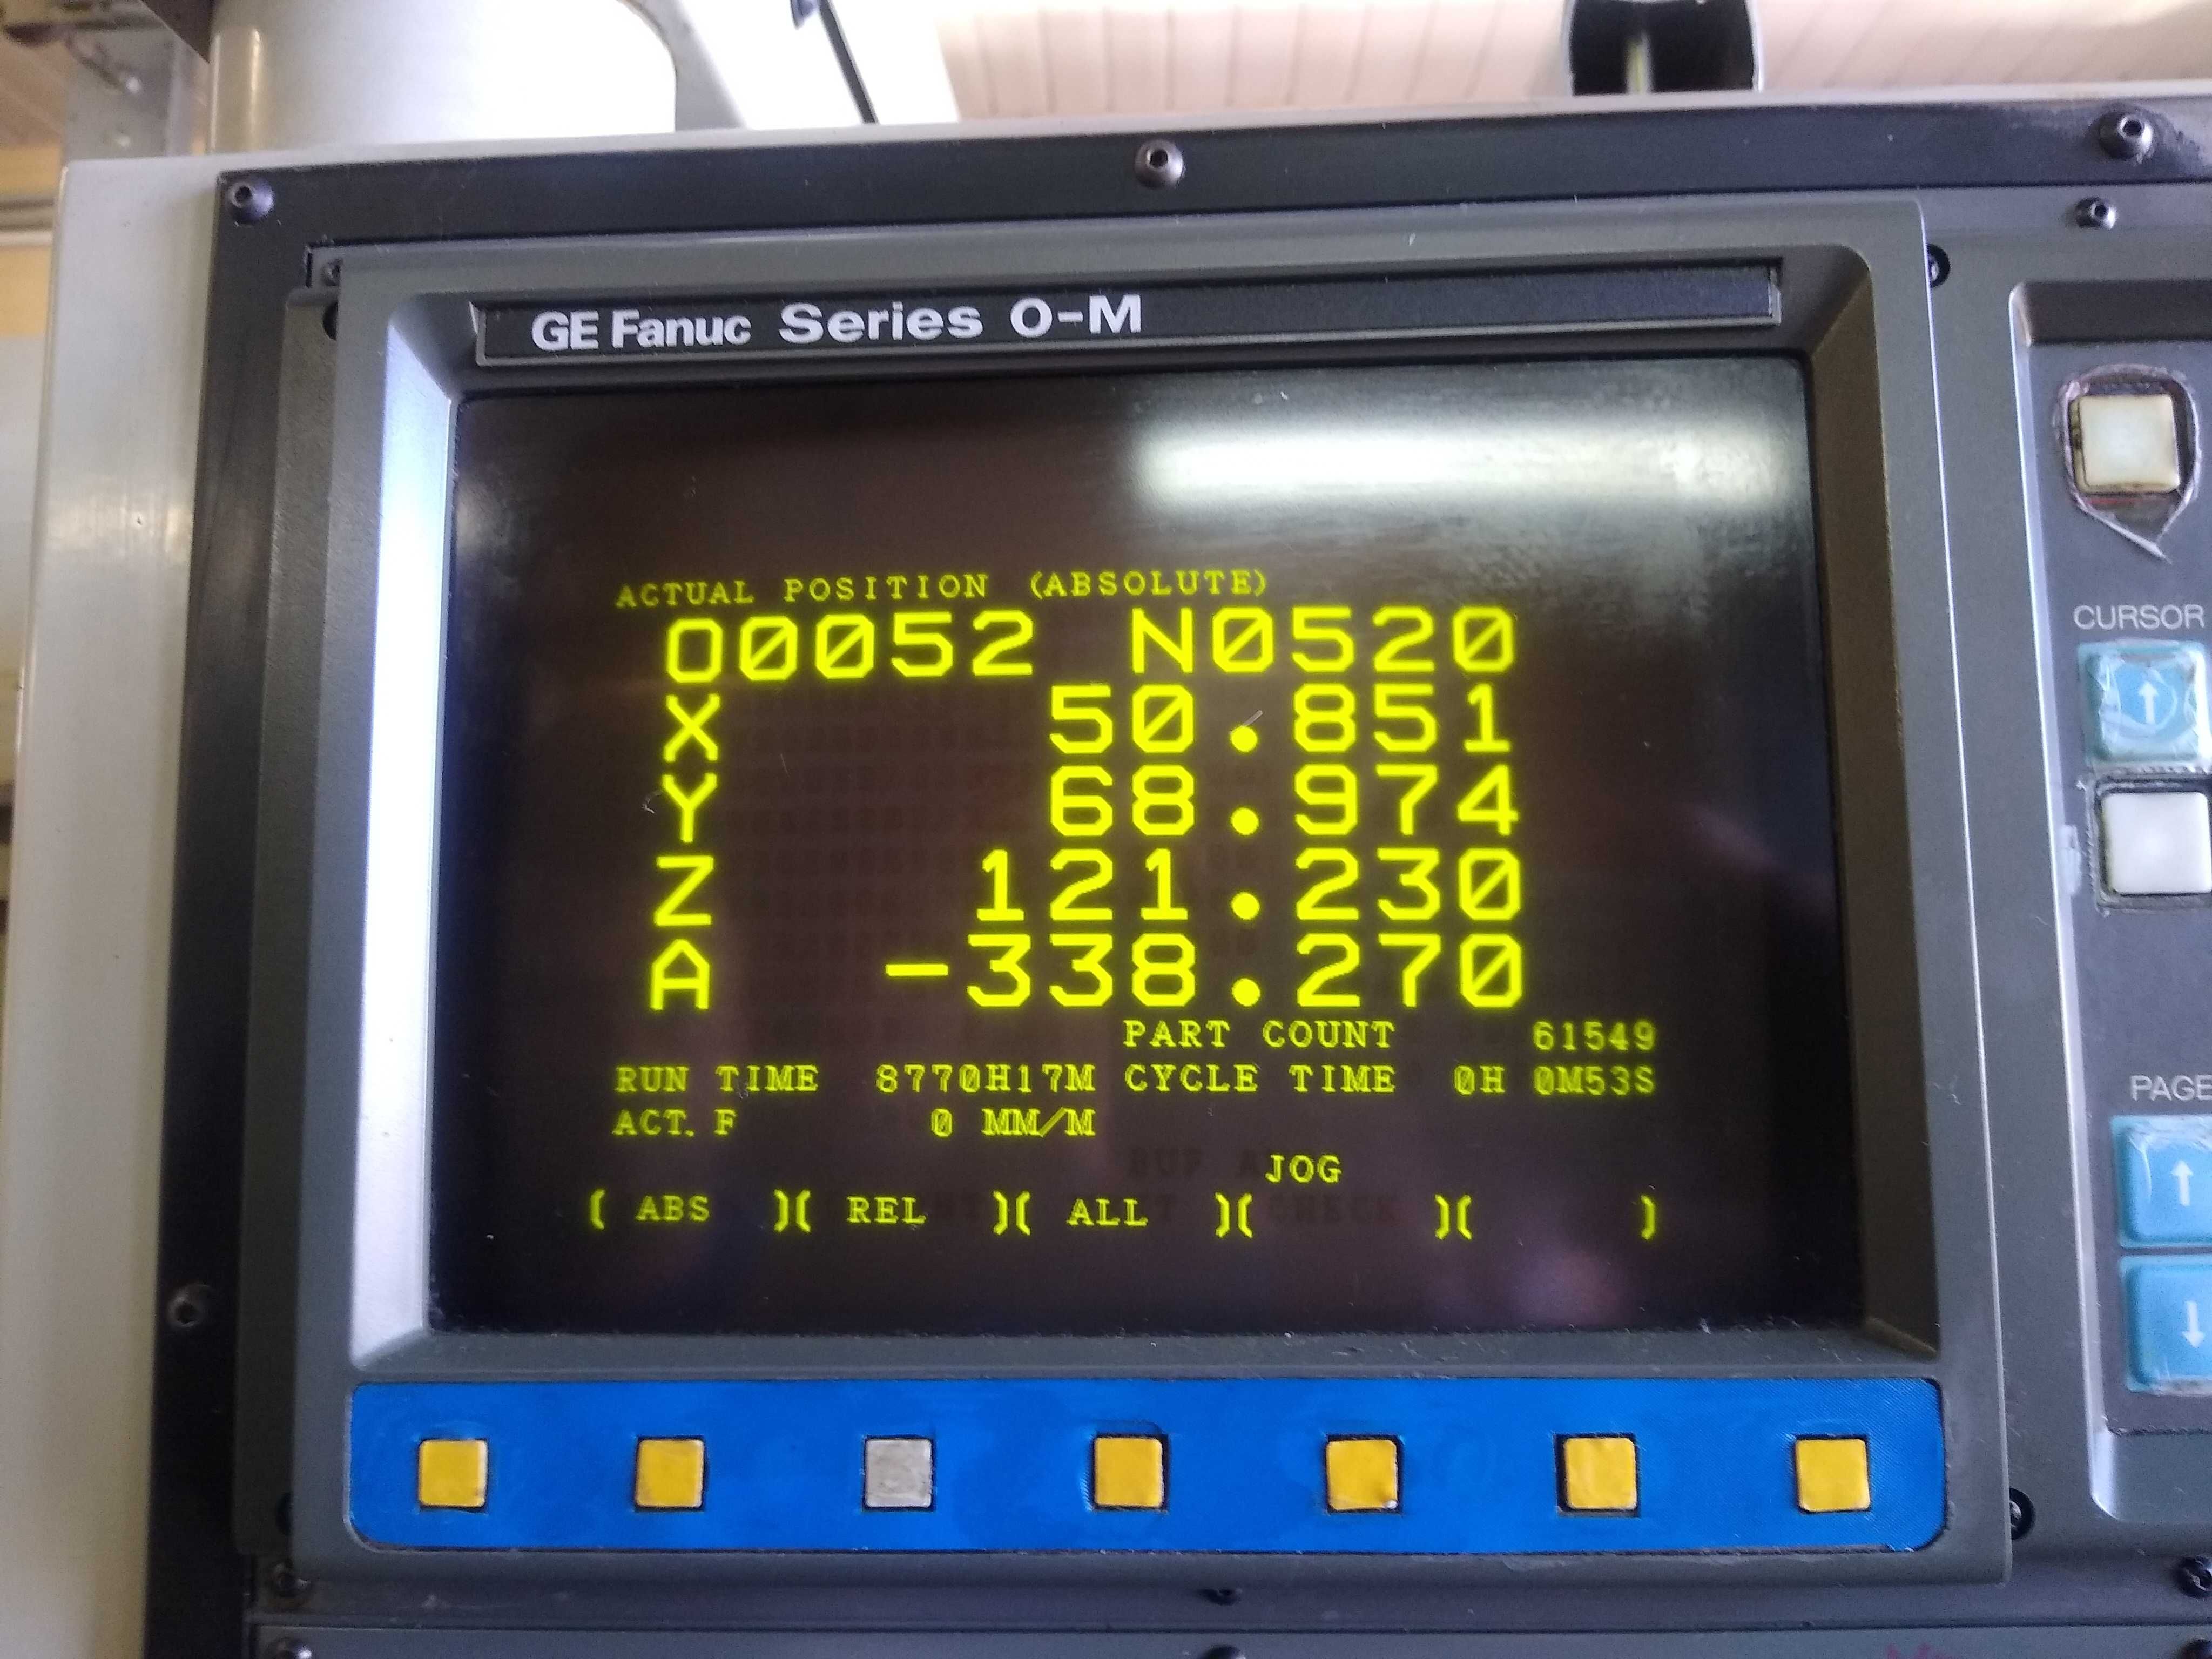 GE Fanuc Series O-M
ACTUAL POSITION (ABSOLUTE)
O0052 N0520
X 50.851
Y 68.974
Z 121.230
A -338.270
PART COUNT 61549
RUN TIME 8770H17M CYCLE TIME 0H 0M53S
ACT. F 0 MM/M
JOG
( ABS )( REL )( ALL )( )( )
CURSOR
↑
PAGE
↑
↓